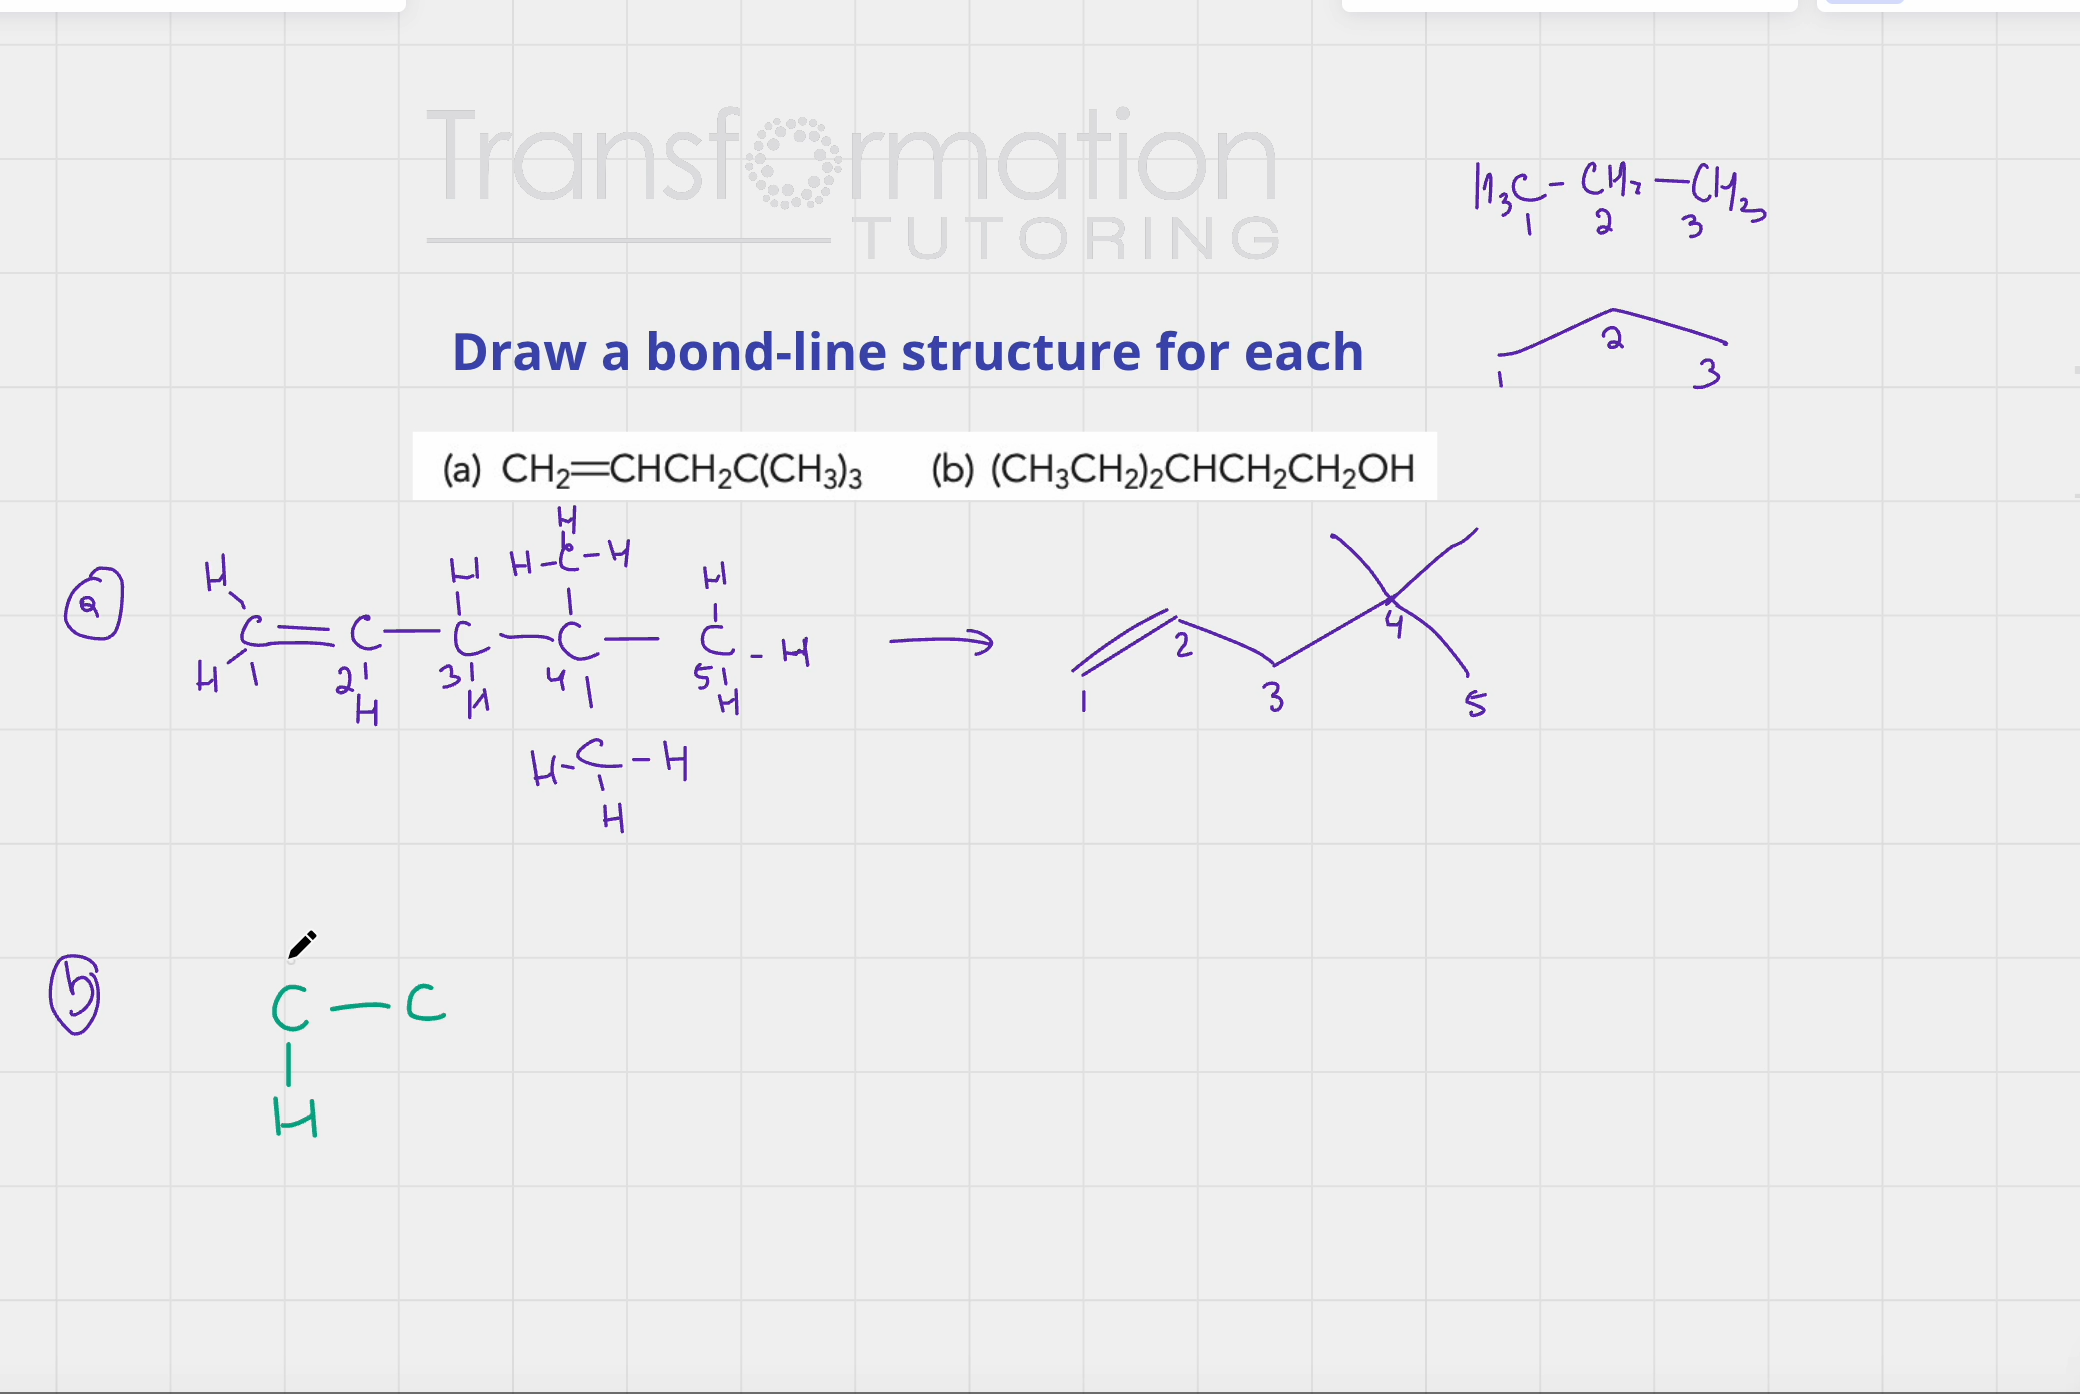 Transformation
TUTORING
H₃C - CH₂ - CH₃
1 2 3
Draw a bond-line structure for each
2
1 3
(a) CH₂=CHCH₂C(CH₃)₃ (b) (CH₃CH₂)₂CHCH₂CH₂OH
H
H-C-H
H H H
a C=C-C-C-C-H
H 1 2 3 4 5
H H H
H-C-H
H
1 2 3 4 5
b C-C
H